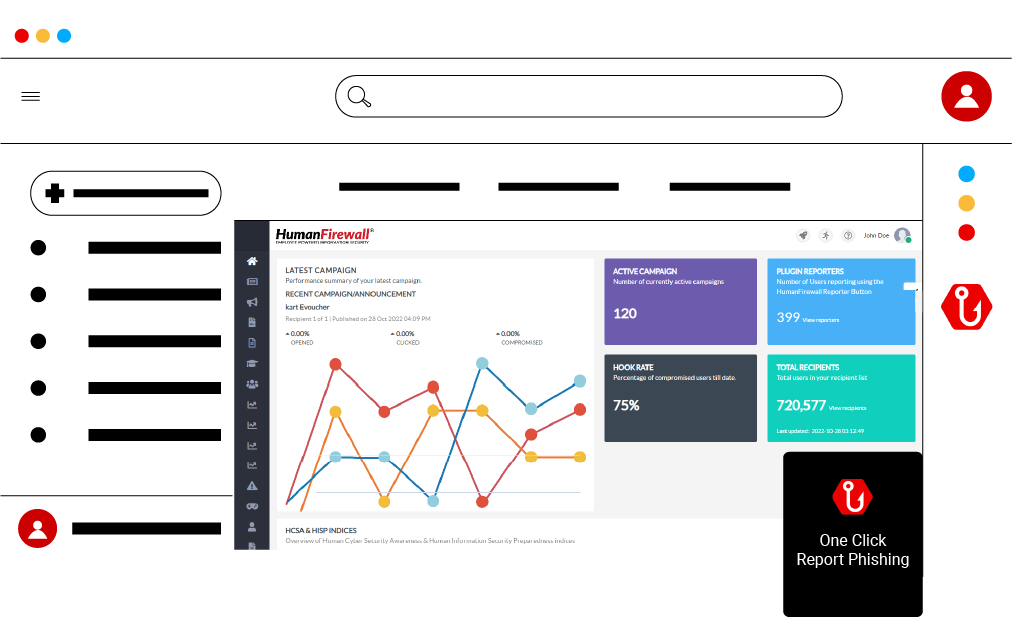 HumanFirewall®
EMPLOYEE POWERED INFORMATION SECURITY
John Doe
LATEST CAMPAIGN
Performance summary of your latest campaign.
RECENT CAMPAIGN/ANNOUNCEMENT
kart Evoucher
Recipient 1 of 1 | Published on 28 Oct 2022 04:09 PM
0.00%
OPENED
0.00%
CLICKED
0.00%
COMPROMISED
ACTIVE CAMPAIGN
Number of currently active campaigns
120
PLUGIN REPORTERS
Number of Users reporting using the
HumanFirewall Reporter Button
399 View reporters
HOOK RATE
Percentage of compromised users till date.
75%
TOTAL RECIPIENTS
Total users in your recipient list
720,577 View recipients
Last updated: 2022-10-28 03:12:49
HCSA & HISP INDICES
Overview of Human Cyber Security Awareness & Human Information Security Preparedness indices
One Click
Report Phishing